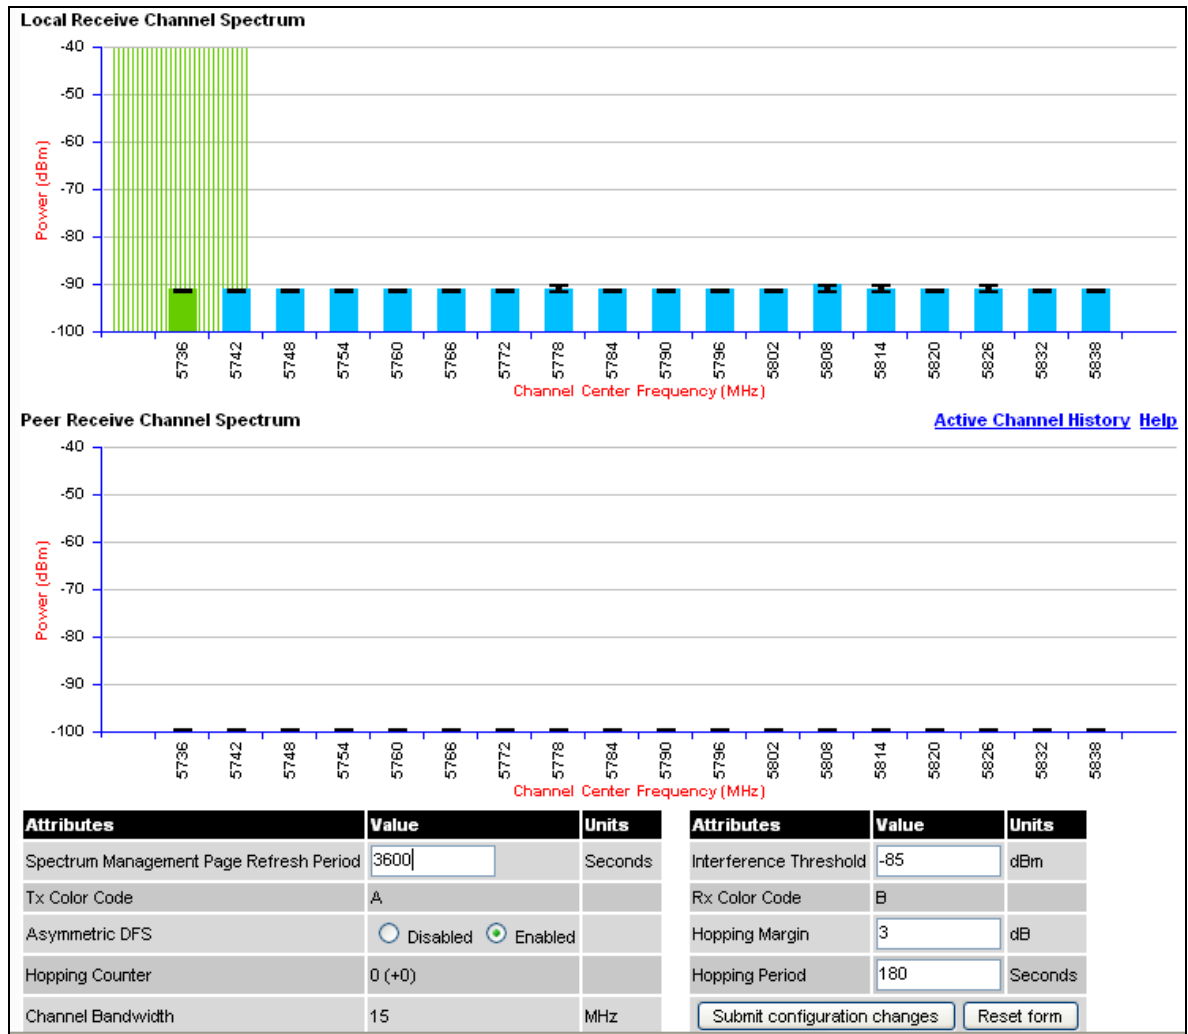 Local Receive Channel Spectrum
-40
-50
-60
-70
-80
-90
-100
Power (dBm)
5736 5742 5748 5754 5760 5766 5772 5778 5784 5790 5796 5802 5808 5814 5820 5826 5832 5838
Channel Center Frequency (MHz)
Peer Receive Channel Spectrum Active Channel History Help
-40
-50
-60
-70
-80
-90
-100
Power (dBm)
5736 5742 5748 5754 5760 5766 5772 5778 5784 5790 5796 5802 5808 5814 5820 5826 5832 5838
Channel Center Frequency (MHz)
Attributes Value Units Attributes Value Units
Spectrum Management Page Refresh Period 3600 Seconds Interference Threshold -85 dBm
Tx Color Code A Rx Color Code B
Asymmetric DFS Disabled Enabled Hopping Margin 3 dB
Hopping Counter 0 (+0) Hopping Period 180 Seconds
Channel Bandwidth 15 MHz Submit configuration changes Reset form